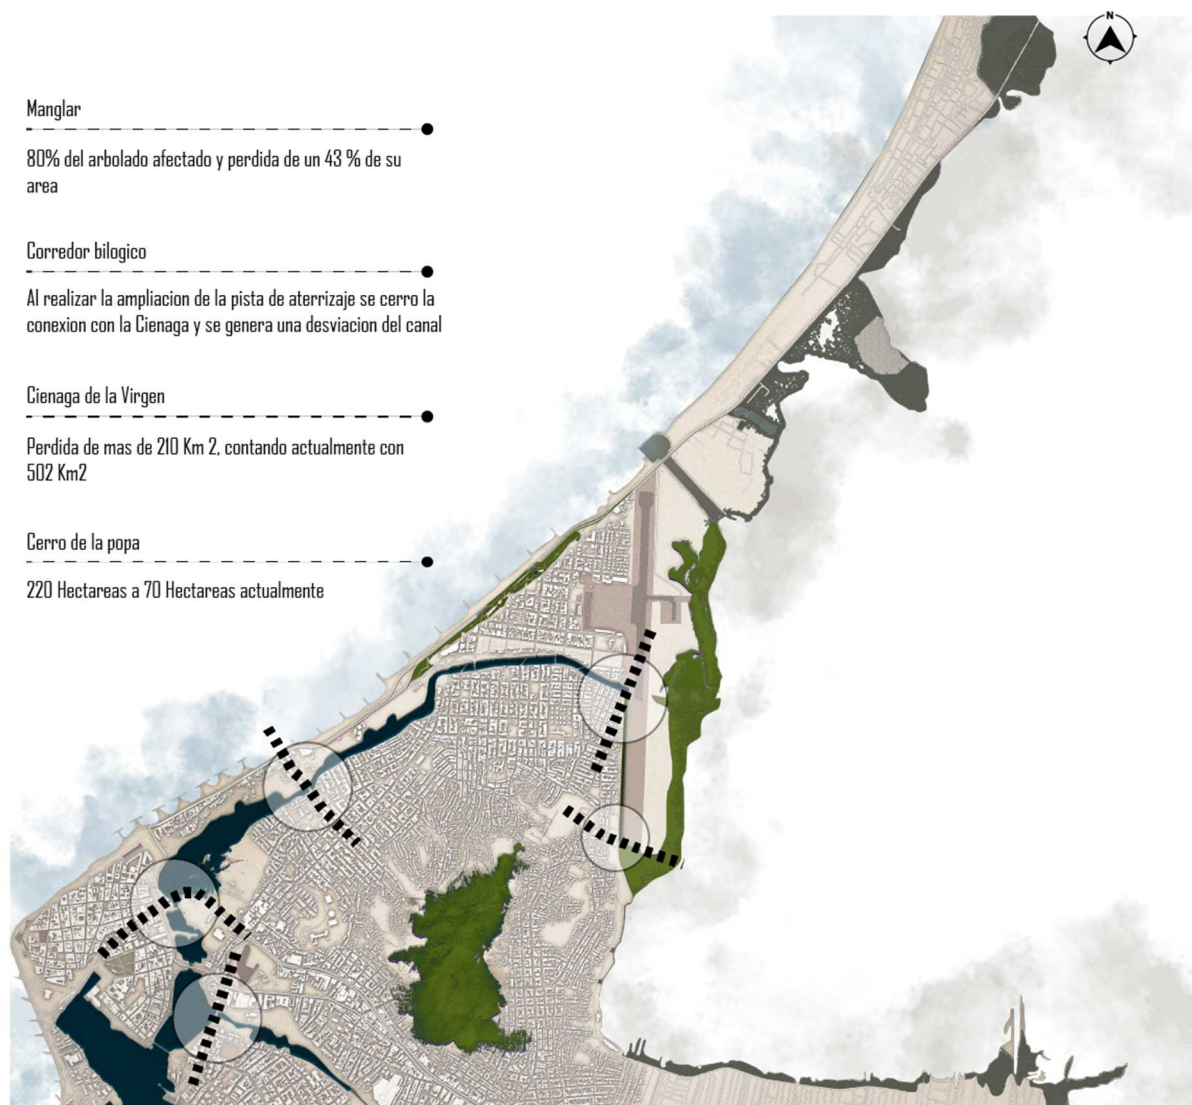 N
Manglar
80% del arbolado afectado y perdida de un 43 % de su
area
Corredor bilogico
Al realizar la ampliacion de la pista de aterrizaje se cerro la
conexion con la Cienaga y se genera una desviacion del canal
Cienaga de la Virgen
Perdida de mas de 210 Km 2, contando actualmente con
502 Km2
Cerro de la popa
220 Hectareas a 70 Hectareas actualmente